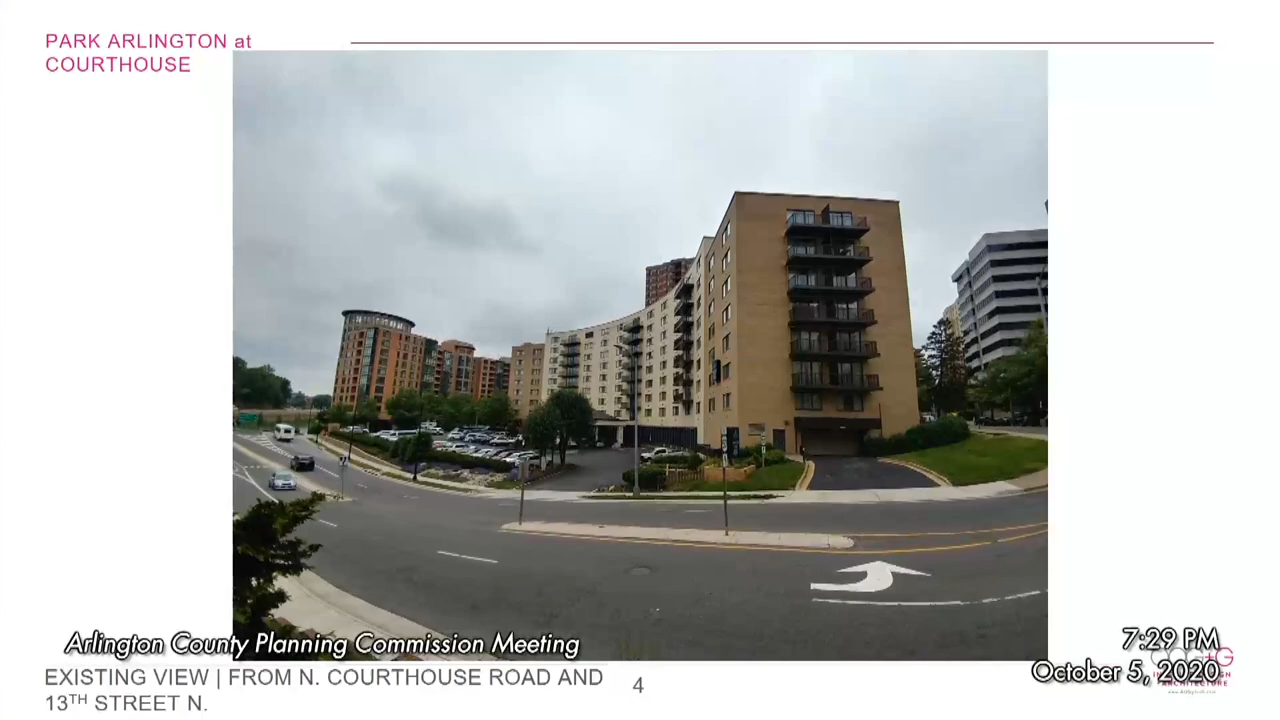 PARK ARLINGTON at
COURTHOUSE
Arlington County Planning Commission Meeting
7:29 PM
October 5, 2020
EXISTING VIEW | FROM N. COURTHOUSE ROAD AND
13TH STREET N.
4
ARCHITECTURE